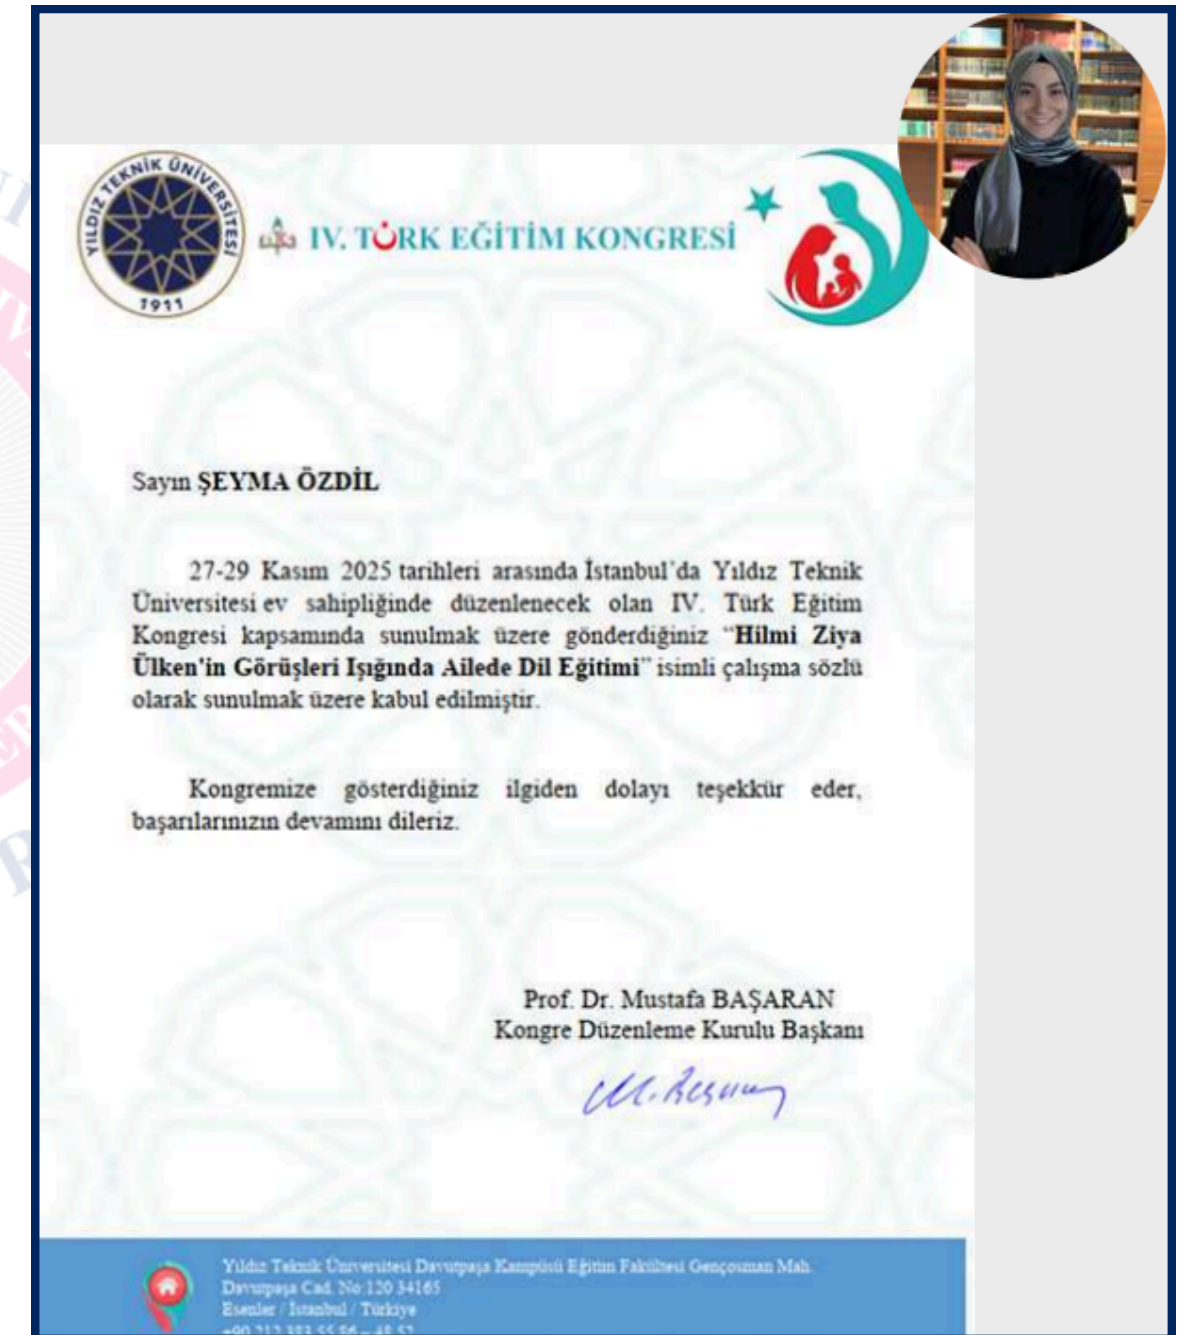 YILDIZ TEKNİK ÜNİVERSİTESİ
1911
IV. TÜRK EĞİTİM KONGRESİ
Sayın ŞEYMA ÖZDİL
27-29 Kasım 2025 tarihleri arasında İstanbul'da Yıldız Teknik
Üniversitesi ev sahipliğinde düzenlenecek olan IV. Türk Eğitim
Kongresi kapsamında sunulmak üzere gönderdiğiniz "Hilmi Ziya
Ülken'in Görüşleri Işığında Ailede Dil Eğitimi" isimli çalışma sözlü
olarak sunulmak üzere kabul edilmiştir.
Kongremize gösterdiğiniz ilgiden dolayı teşekkür eder,
başarılarınızın devamını dileriz.
Prof. Dr. Mustafa BAŞARAN
Kongre Düzenleme Kurulu Başkanı
Yıldız Teknik Üniversitesi Davutpaşa Kampüsü Eğitim Fakültesi Gençosman Mah.
Davutpaşa Cad. No:120 34165
Esenler / İstanbul / Türkiye